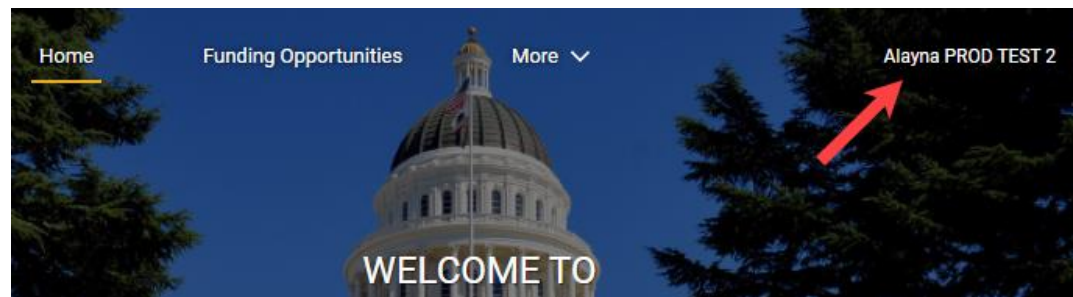 Home Funding Opportunities More Alayna PROD TEST 2
WELCOME TO